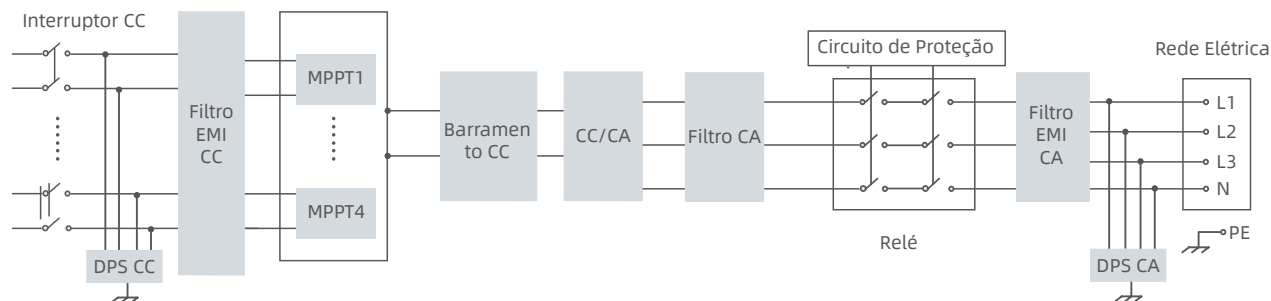 Interruptor CC
DPS CC
Filtro
EMI
CC
MPPT1
MPPT4
Barramen
to CC
CC/CA
Filtro CA
Circuito de Proteção
Relé
Filtro
EMI
CA
Rede Elétrica
L1
L2
L3
N
PE
DPS CA